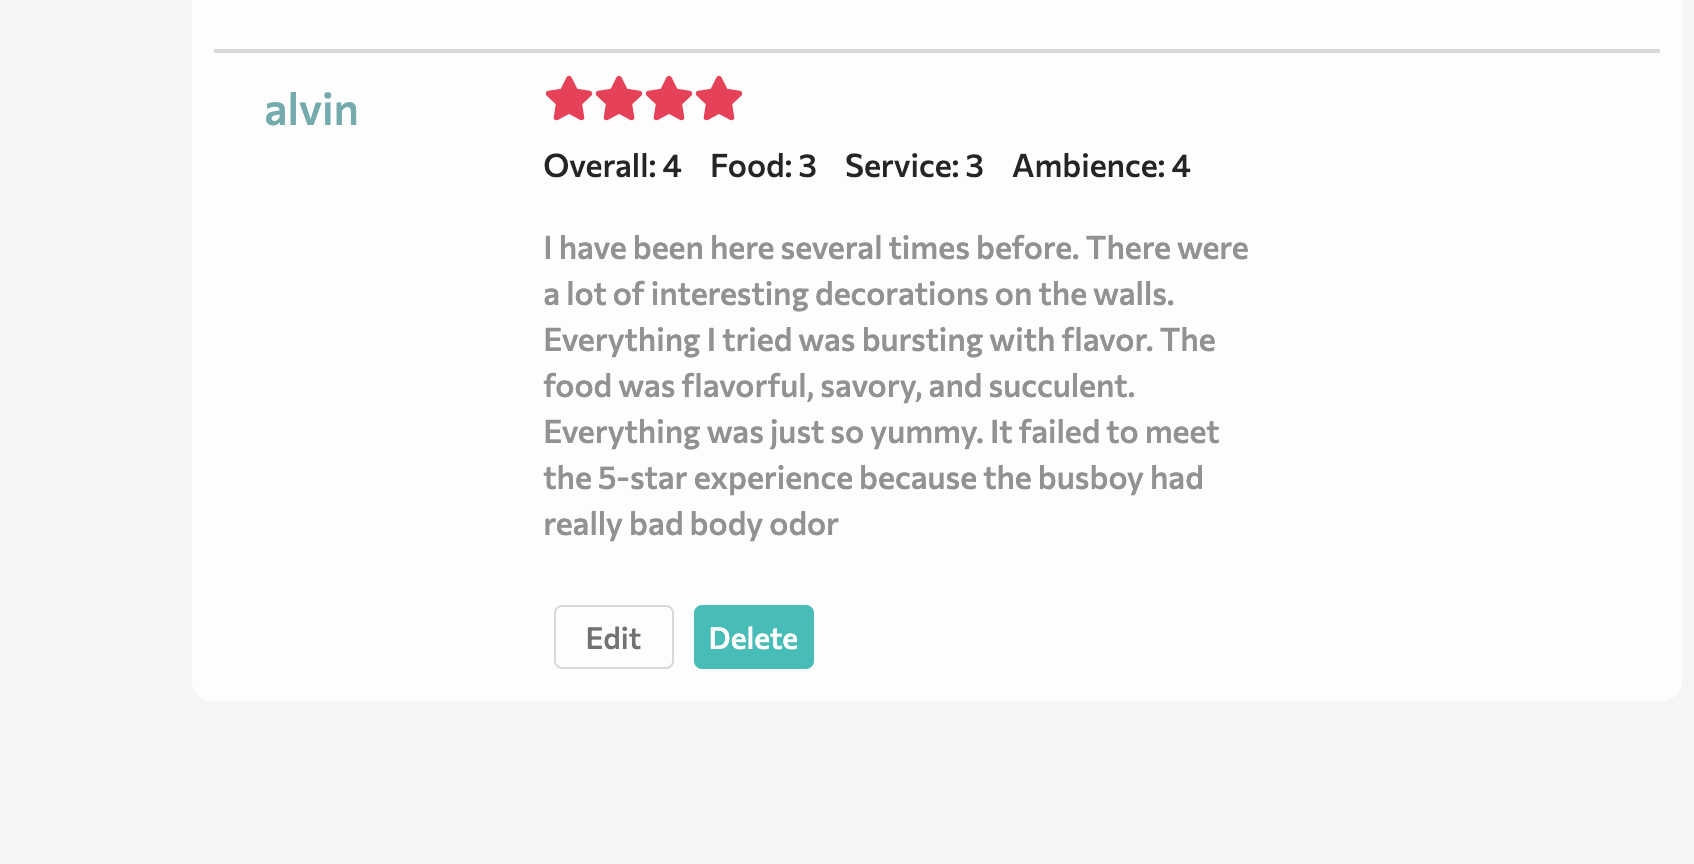 alvin
Overall: 4 Food: 3 Service: 3 Ambience: 4
I have been here several times before. There were
a lot of interesting decorations on the walls.
Everything I tried was bursting with flavor. The
food was flavorful, savory, and succulent.
Everything was just so yummy. It failed to meet
the 5-star experience because the busboy had
really bad body odor
Edit Delete